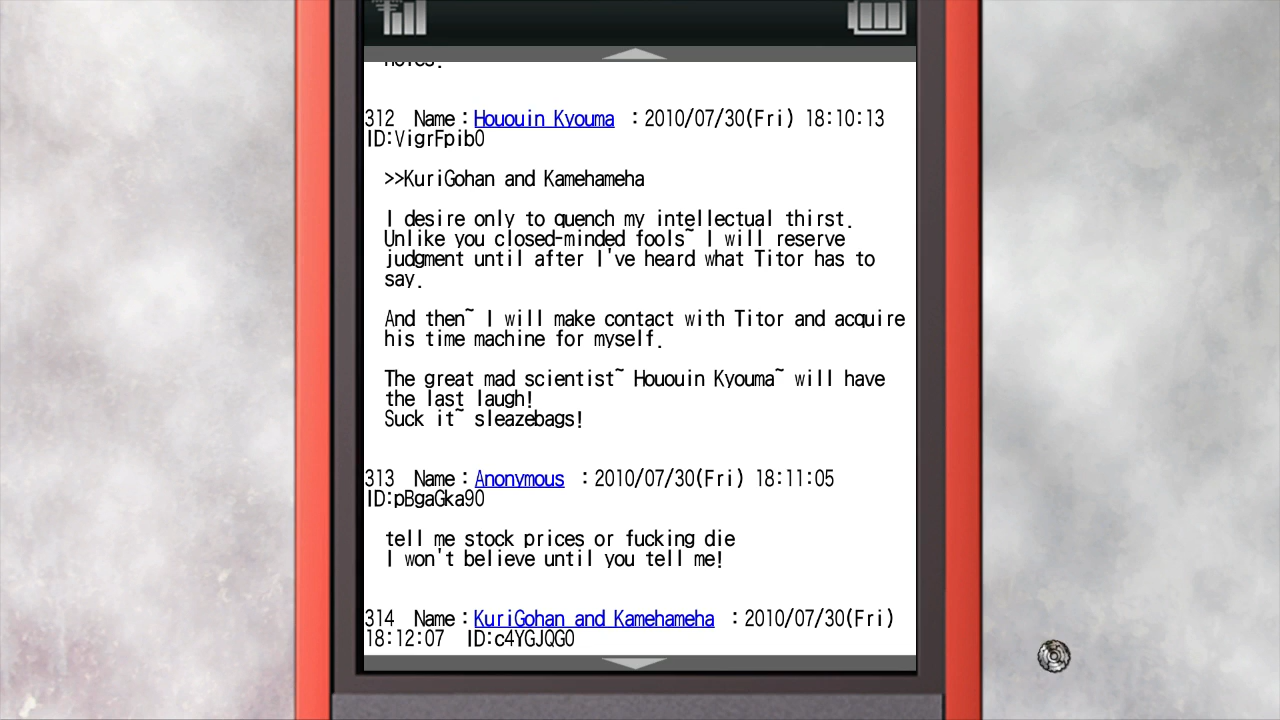 notes.
312 Name：Hououin Kyouma ：2010/07/30(Fri) 18:10:13
ID:VigrFpib0
>>KuriGohan and Kamehameha
I desire only to quench my intellectual thirst.
Unlike you closed-minded fools~ I will reserve
judgment until after I've heard what Titor has to
say.
And then~ I will make contact with Titor and acquire
his time machine for myself.
The great mad scientist~ Hououin Kyouma~ will have
the last laugh!
Suck it~ sleazebags!
313 Name：Anonymous ：2010/07/30(Fri) 18:11:05
ID:pBgaGka90
tell me stock prices or fucking die
I won't believe until you tell me!
314 Name：KuriGohan and Kamehameha ：2010/07/30(Fri)
18:12:07 ID:c4YGJQG0